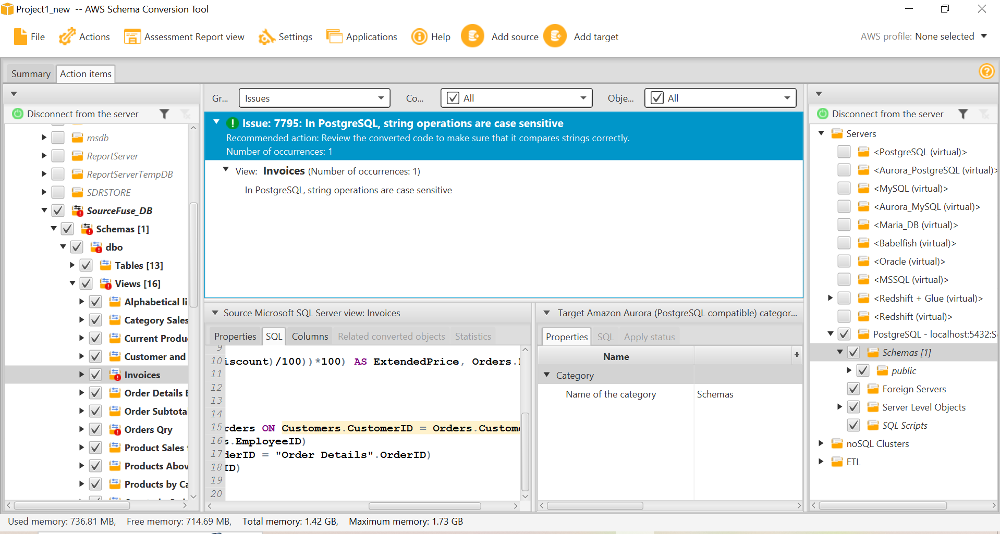 Project1_new -- AWS Schema Conversion Tool
File Actions Assessment Report view Settings Applications Help Add source Add target AWS profile: None selected
Summary Action items
Disconnect from the server
msdb
ReportServer
ReportServerTempDB
SDRSTORE
SourceFuse_DB
Schemas [1]
dbo
Tables [13]
Views [16]
Alphabetical li
Category Sales
Current Produ
Customer and
Invoices
Order Details E
Order Subtota
Orders Qry
Product Sales f
Products Abov
Products by Ca
Gr... Issues Co... All Obje... All
Issue: 7795: In PostgreSQL, string operations are case sensitive
Recommended action: Review the converted code to make sure that it compares strings correctly.
Number of occurrences: 1
View: Invoices (Number of occurrences: 1)
In PostgreSQL, string operations are case sensitive
Source Microsoft SQL Server view: Invoices
Properties SQL Columns Related converted objects Statistics
9
10 iscount)/100))*100) AS ExtendedPrice, Orders.
11
12
13
14
15 rders ON Customers.CustomerID = Orders.Custom
16 s.EmployeeID)
17 derID = "Order Details".OrderID)
18 ID)
19
20
Target Amazon Aurora (PostgreSQL compatible) categor...
Properties SQL Apply status
Name
Category
Name of the category Schemas
Disconnect from the server
Servers
<PostgreSQL (virtual)>
<Aurora_PostgreSQL (virtual)>
<MySQL (virtual)>
<Aurora_MySQL (virtual)>
<Maria_DB (virtual)>
<Babelfish (virtual)>
<Oracle (virtual)>
<MSSQL (virtual)>
<Redshift + Glue (virtual)>
<Redshift (virtual)>
PostgreSQL - localhost:5432:S
Schemas [1]
public
Foreign Servers
Server Level Objects
SQL Scripts
noSQL Clusters
ETL
Used memory: 736.81 MB, Free memory: 714.69 MB, Total memory: 1.42 GB, Maximum memory: 1.73 GB